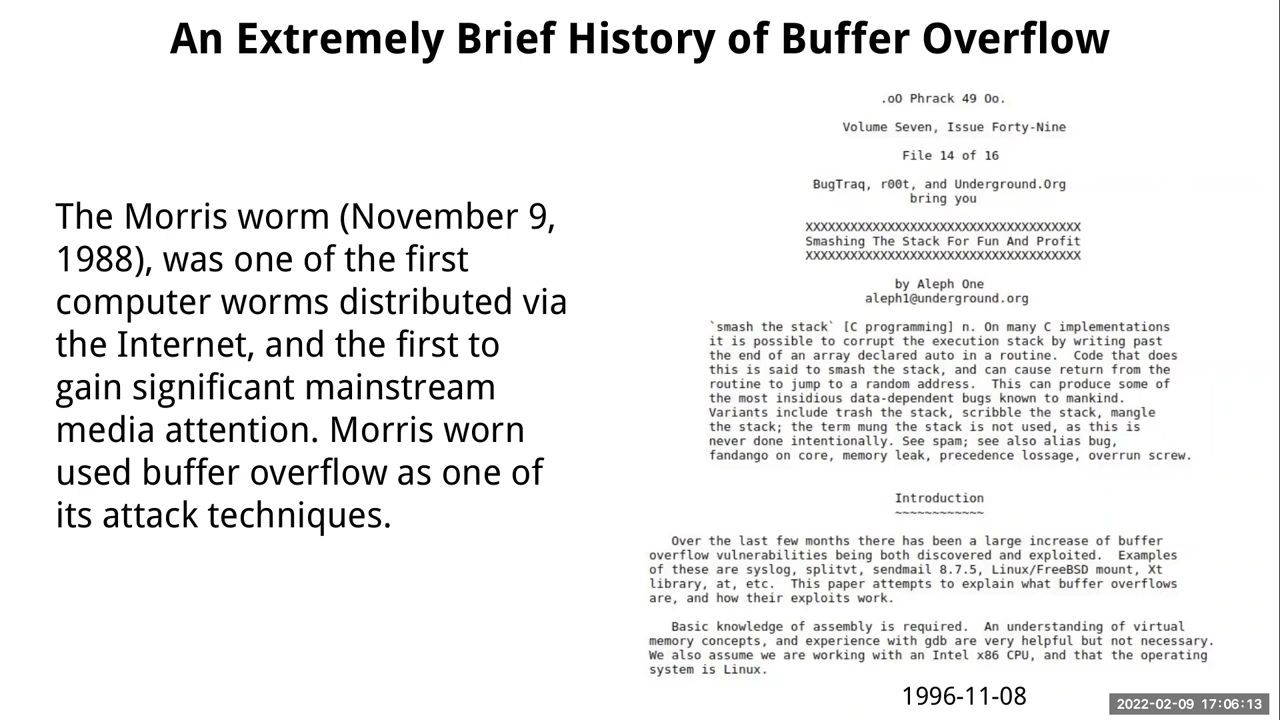 An Extremely Brief History of Buffer Overflow
The Morris worm (November 9,
1988), was one of the first
computer worms distributed via
the Internet, and the first to
gain significant mainstream
media attention. Morris worn
used buffer overflow as one of
its attack techniques.
.oO Phrack 49 Oo.
Volume Seven, Issue Forty-Nine
File 14 of 16
BugTraq, r00t, and Underground.Org
bring you
XXXXXXXXXXXXXXXXXXXXXXXXXXXXXXXXXXXXX
Smashing The Stack For Fun And Profit
XXXXXXXXXXXXXXXXXXXXXXXXXXXXXXXXXXXXX
by Aleph One
aleph1@underground.org
`smash the stack` [C programming] n. On many C implementations
it is possible to corrupt the execution stack by writing past
the end of an array declared auto in a routine.  Code that does
this is said to smash the stack, and can cause return from the
routine to jump to a random address.  This can produce some of
the most insidious data-dependent bugs known to mankind.
Variants include trash the stack, scribble the stack, mangle
the stack; the term mung the stack is not used, as this is
never done intentionally. See spam; see also alias bug,
fandango on core, memory leak, precedence lossage, overrun screw.
Introduction
~~~~~~~~~~~~
Over the last few months there has been a large increase of buffer
overflow vulnerabilities being both discovered and exploited.  Examples
of these are syslog, splitvt, sendmail 8.7.5, Linux/FreeBSD mount, Xt
library, at, etc.  This paper attempts to explain what buffer overflows
are, and how their exploits work.
Basic knowledge of assembly is required.  An understanding of virtual
memory concepts, and experience with gdb are very helpful but not necessary.
We also assume we are working with an Intel x86 CPU, and that the operating
system is Linux.
1996-11-08
2022-02-09 17:06:13